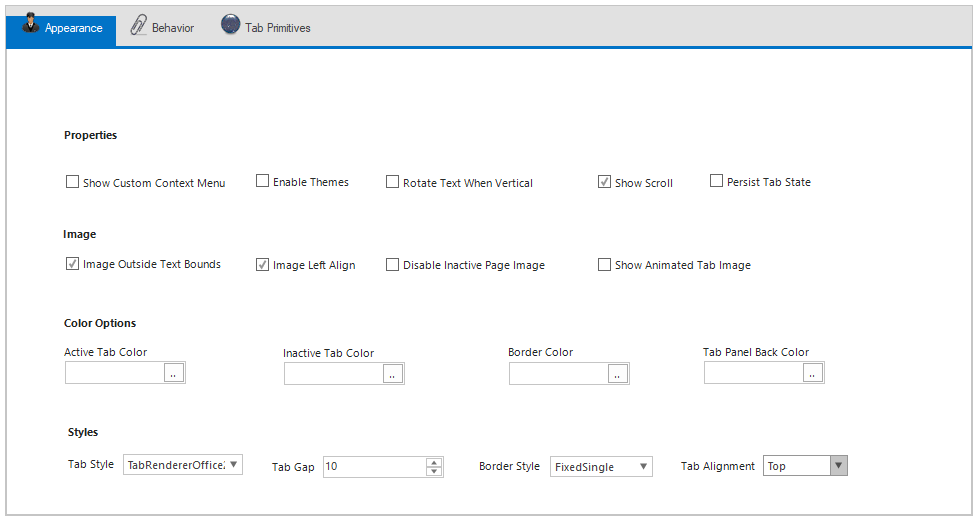 Appearance Behavior Tab Primitives
Properties
Show Custom Context Menu Enable Themes Rotate Text When Vertical Show Scroll Persist Tab State
Image
Image Outside Text Bounds Image Left Align Disable Inactive Page Image Show Animated Tab Image
Color Options
Active Tab Color Inactive Tab Color Border Color Tab Panel Back Color
.. .. .. ..
Styles
Tab Style TabRendererOffice Tab Gap 10 Border Style FixedSingle Tab Alignment Top